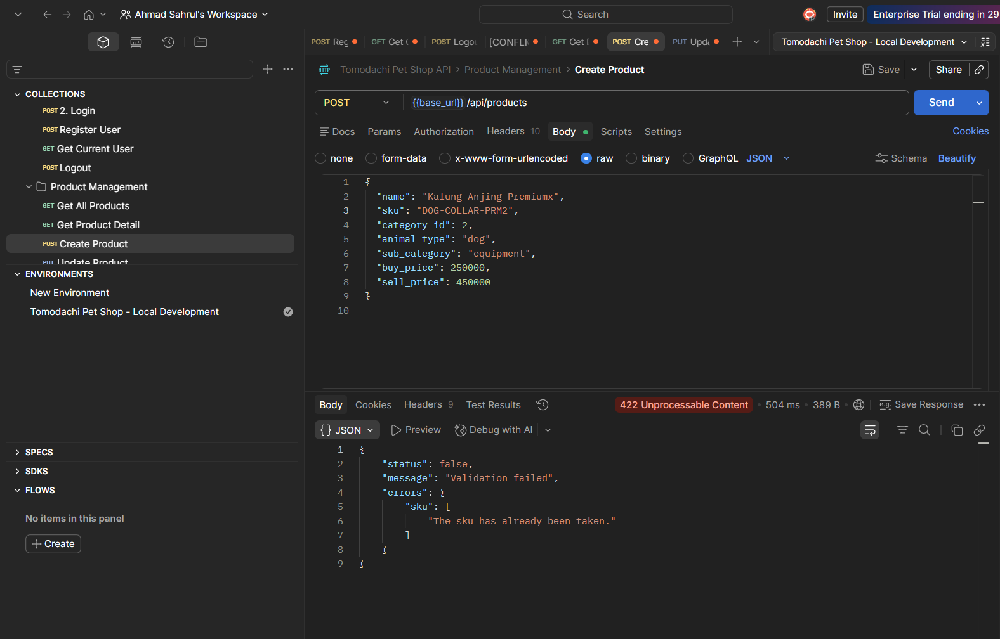 Ahmad Sahrul's Workspace
Search
Invite
Enterprise Trial ending in 29
POST Reg
GET Get
POST Logo
[CONFLI
GET Get
POST Cre
PUT Upda
Tomodachi Pet Shop - Local Development
COLLECTIONS
POST 2. Login
POST Register User
GET Get Current User
POST Logout
Product Management
GET Get All Products
GET Get Product Detail
POST Create Product
PUT Update Product
ENVIRONMENTS
New Environment
Tomodachi Pet Shop - Local Development
SPECS
SDKS
FLOWS
No items in this panel
Create
HTTP Tomodachi Pet Shop API > Product Management > Create Product
Save
Share
POST
{{base_url}} /api/products
Send
Docs Params Authorization Headers 10 Body Scripts Settings
Cookies
none form-data x-www-form-urlencoded raw binary GraphQL JSON
Schema Beautify
1 {
2 "name": "Kalung Anjing Premiumx",
3 "sku": "DOG-COLLAR-PRM2",
4 "category_id": 2,
5 "animal_type": "dog",
6 "sub_category": "equipment",
7 "buy_price": 250000,
8 "sell_price": 450000
9 }
10
Body Cookies Headers 9 Test Results
422 Unprocessable Content • 504 ms • 389 B •
e.g. Save Response
{} JSON Preview Debug with AI
1 {
2 "status": false,
3 "message": "Validation failed",
4 "errors": {
5 "sku": [
6 "The sku has already been taken."
7 ]
8 }
9 }